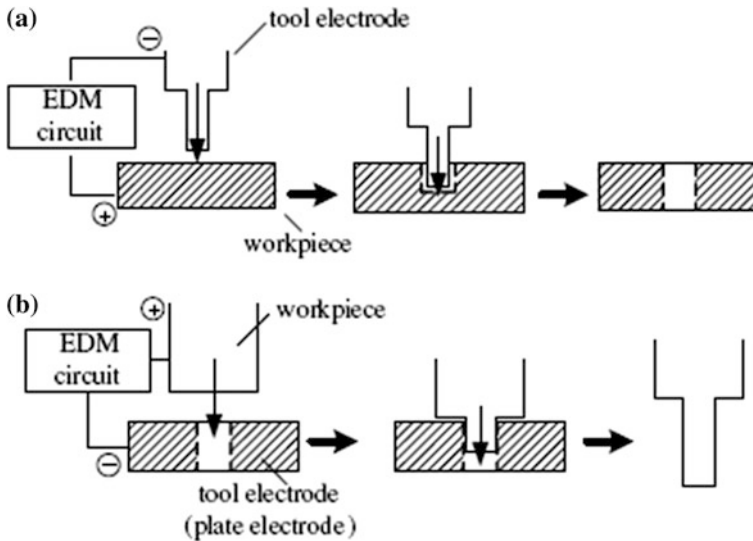 (a)
−
tool electrode
EDM
circuit
+
workpiece
(b)
+
workpiece
EDM
circuit
−
tool electrode
(plate electrode)